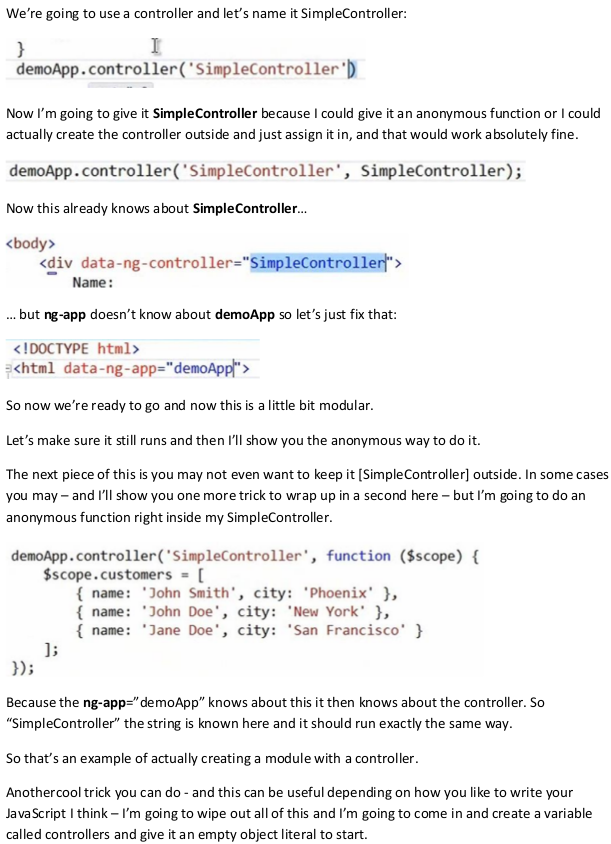 We’re going to use a controller and let’s name it SimpleController:
}
demoApp.controller('SimpleController')
Now I’m going to give it SimpleController because I could give it an anonymous function or I could
actually create the controller outside and just assign it in, and that would work absolutely fine.
demoApp.controller('SimpleController', SimpleController);
Now this already knows about SimpleController…
<body>
<div data-ng-controller="SimpleController">
Name:
… but ng-app doesn’t know about demoApp so let’s just fix that:
<!DOCTYPE html>
<html data-ng-app="demoApp">
So now we’re ready to go and now this is a little bit modular.
Let’s make sure it still runs and then I’ll show you the anonymous way to do it.
The next piece of this is you may not even want to keep it [SimpleController] outside. In some cases
you may – and I’ll show you one more trick to wrap up in a second here – but I’m going to do an
anonymous function right inside my SimpleController.
demoApp.controller('SimpleController', function ($scope) {
$scope.customers = [
{ name: 'John Smith', city: 'Phoenix' },
{ name: 'John Doe', city: 'New York' },
{ name: 'Jane Doe', city: 'San Francisco' }
];
});
Because the ng-app=”demoApp” knows about this it then knows about the controller. So
“SimpleController” the string is known here and it should run exactly the same way.
So that’s an example of actually creating a module with a controller.
Anothercool trick you can do - and this can be useful depending on how you like to write your
JavaScript I think – I’m going to wipe out all of this and I’m going to come in and create a variable
called controllers and give it an empty object literal to start.